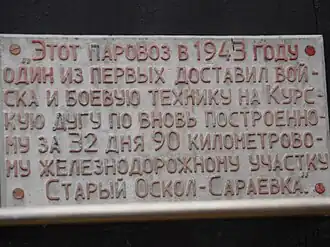 "Этот паровоз в 1943 году
один из первых доставил вой-
ска и боевую технику на Курс-
кую дугу по вновь построенно-
му за 32 дня 90 километрово-
му железнодорожному участку
Старый Оскол-Сараевка".